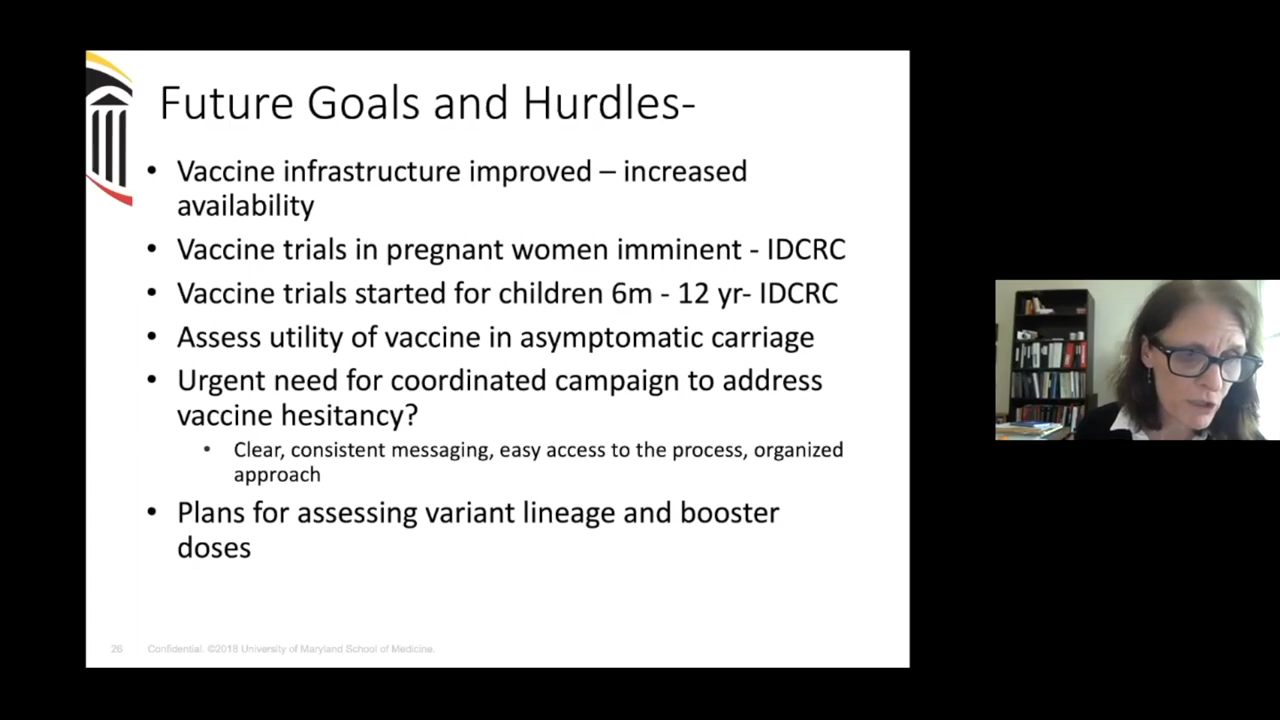 Future Goals and Hurdles-
• Vaccine infrastructure improved – increased
availability
• Vaccine trials in pregnant women imminent - IDCRC
• Vaccine trials started for children 6m - 12 yr- IDCRC
• Assess utility of vaccine in asymptomatic carriage
• Urgent need for coordinated campaign to address
vaccine hesitancy?
• Clear, consistent messaging, easy access to the process, organized
approach
• Plans for assessing variant lineage and booster
doses
26 Confidential. ©2018 University of Maryland School of Medicine.